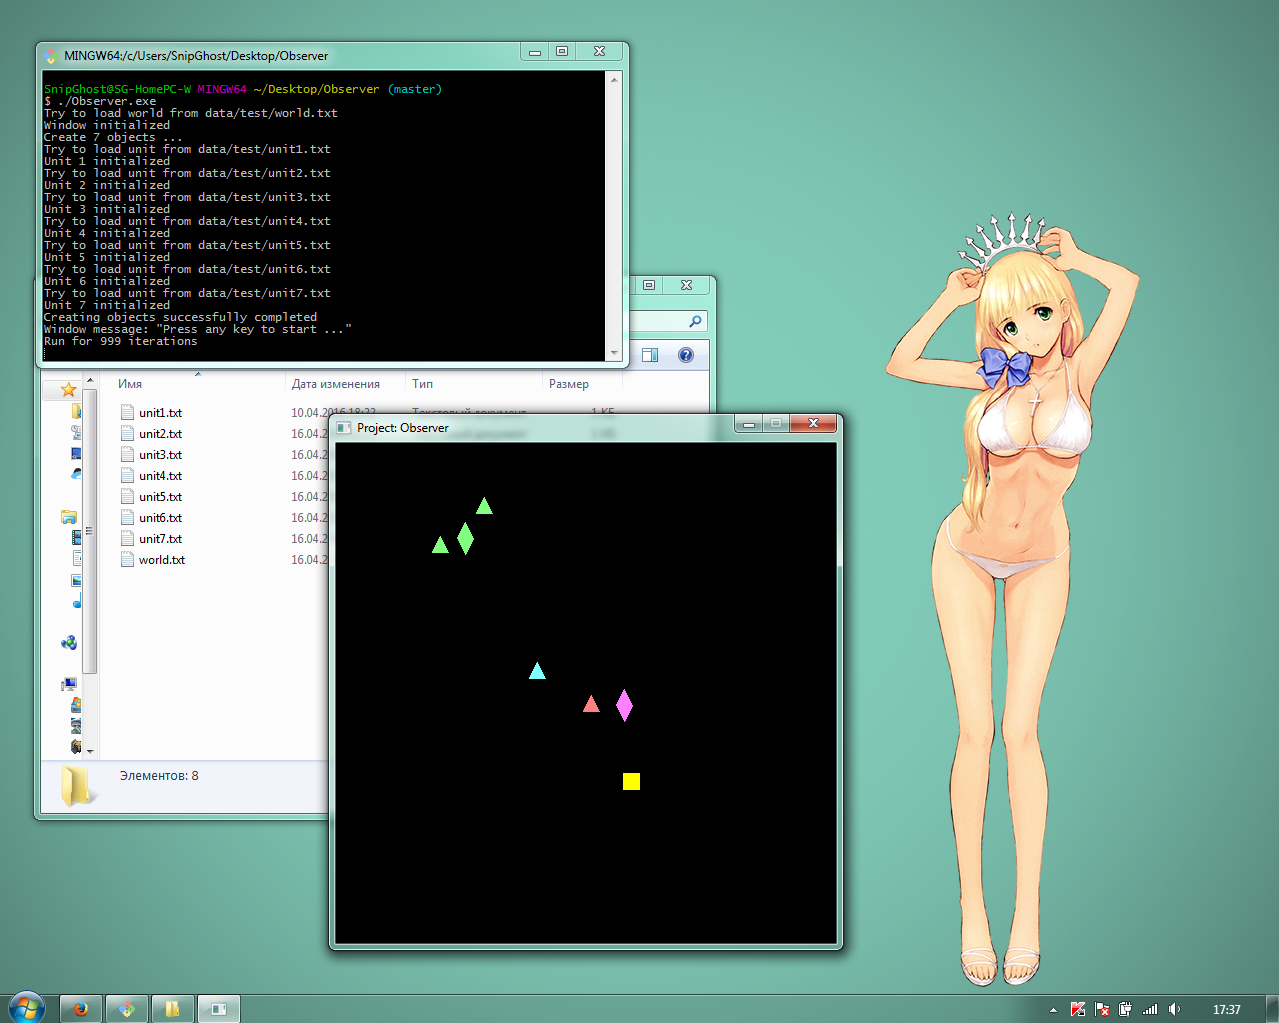 MINGW64:/c/Users/SnipGhost/Desktop/Observer
SnipGhost@SG-HomePC-W MINGW64 ~/Desktop/Observer (master)
$ ./Observer.exe
Try to load world from data/test/world.txt
Window initialized
Create 7 objects ...
Try to load unit from data/test/unit1.txt
Unit 1 initialized
Try to load unit from data/test/unit2.txt
Unit 2 initialized
Try to load unit from data/test/unit3.txt
Unit 3 initialized
Try to load unit from data/test/unit4.txt
Unit 4 initialized
Try to load unit from data/test/unit5.txt
Unit 5 initialized
Try to load unit from data/test/unit6.txt
Unit 6 initialized
Try to load unit from data/test/unit7.txt
Unit 7 initialized
Creating objects successfully completed
Window message: "Press any key to start ..."
Run for 999 iterations
Имя Дата изменения Тип Размер
unit1.txt 10.04.2016 18:22 Текстовый документ 1 КБ
unit2.txt 16.04.2
unit3.txt 16.04.2
unit4.txt 16.04.2
unit5.txt 16.04.2
unit6.txt 16.04.2
unit7.txt 16.04.2
world.txt 16.04.2
Элементов: 8
Project: Observer
17:37